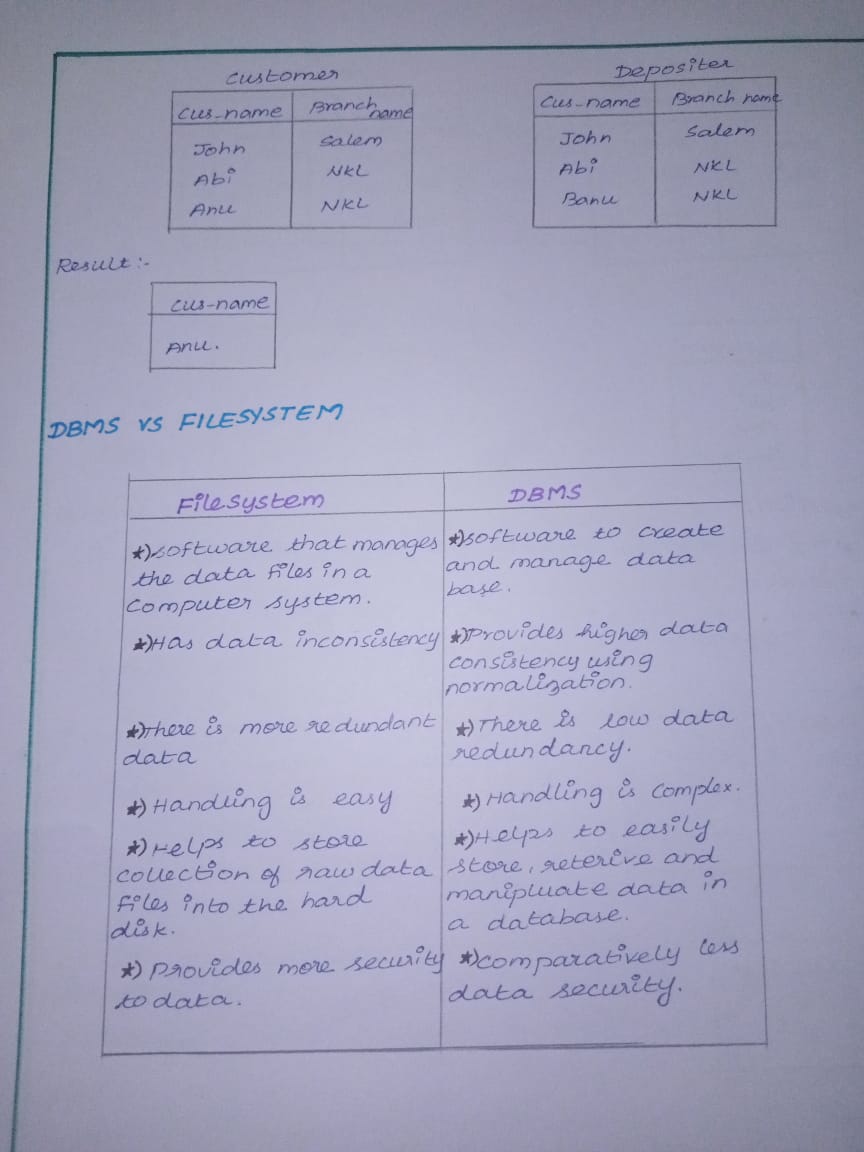 Customer
Cus-name Branch name
John Salem
Abi NKL
Anu NKL
Depositer
Cus-name Branch name
John Salem
Abi NKL
Banu NKL
Result :-
Cus-name
Anu.
DBMS VS FILESYSTEM
Filesystem
*)software that manages
the data files in a
computer system.
*)Has data inconsistency
*)There is more redundant
data
*) Handling is easy
*) Helps to store
collection of raw data
files into the hard
disk.
*) Provides more security
to data.
DBMS
*)software to create
and manage data
base.
*)Provides higher data
consistency using
normalization.
*) There is low data
redundancy.
*) Handling is complex.
*)Helps to easily
store, reterive and
manipluate data in
a database.
*)comparatively less
data security.